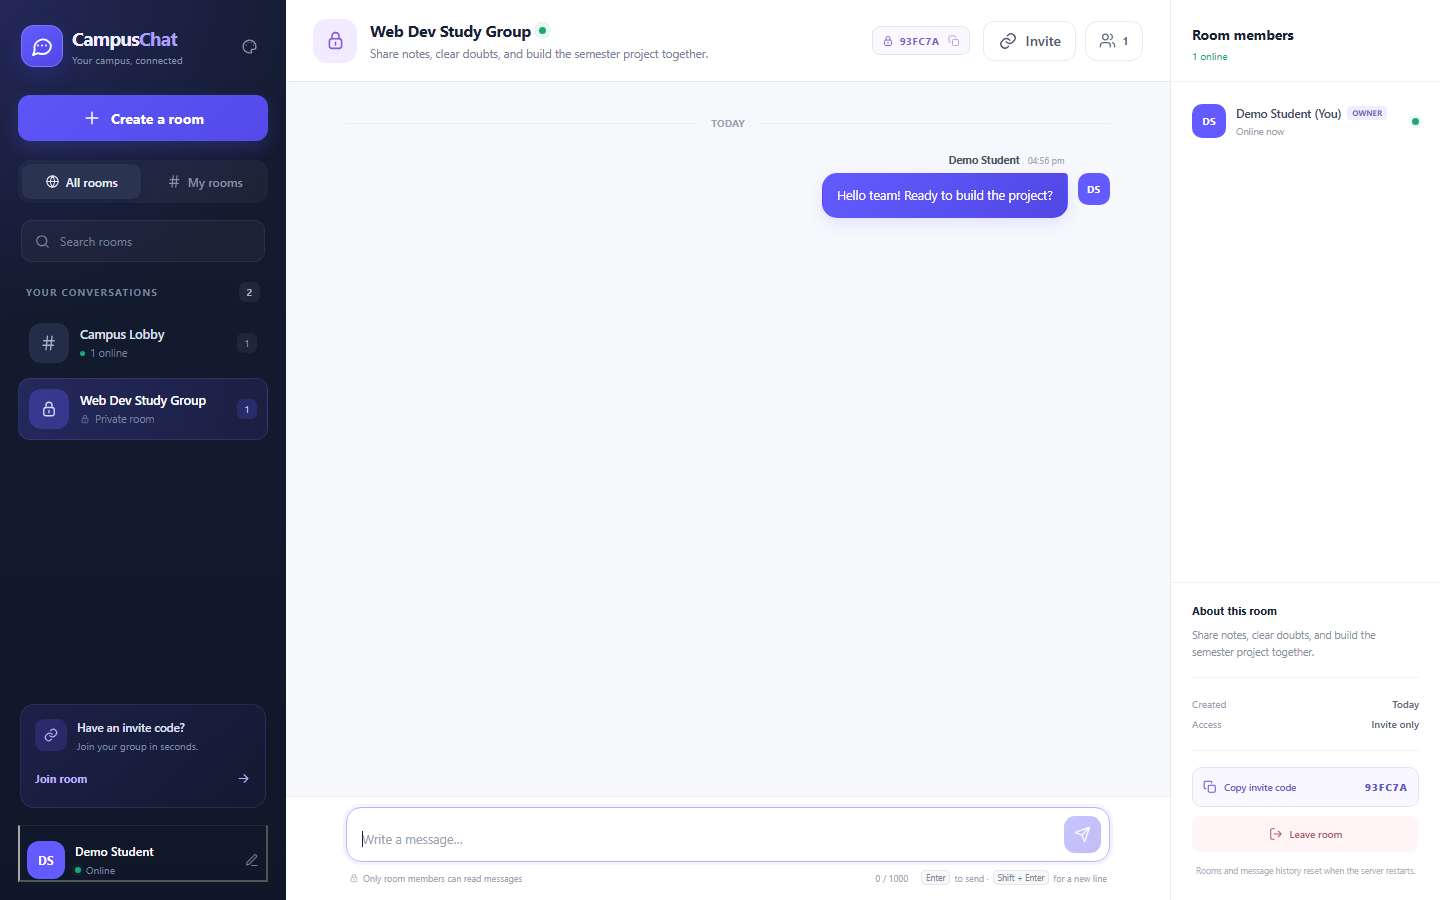 CampusChat
Your campus, connected
Create a room
All rooms
My rooms
Search rooms
YOUR CONVERSATIONS 2
Campus Lobby
1 online
1
Web Dev Study Group
Private room
1
Have an invite code?
Join your group in seconds.
Join room
DS
Demo Student
Online
Web Dev Study Group
Share notes, clear doubts, and build the semester project together.
93FC7A
Invite
1
TODAY
Demo Student 04:56 pm
Hello team! Ready to build the project?
DS
Write a message...
Only room members can read messages
0 / 1000 Enter to send · Shift + Enter for a new line
Room members
1 online
DS
Demo Student (You) OWNER
Online now
About this room
Share notes, clear doubts, and build the
semester project together.
Created Today
Access Invite only
Copy invite code 93FC7A
Leave room
Rooms and message history reset when the server restarts.